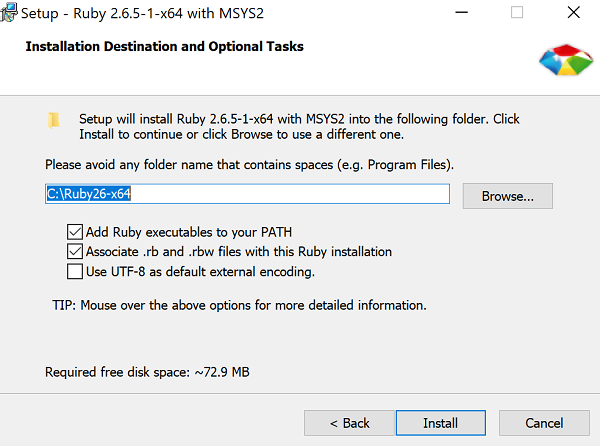 Setup - Ruby 2.6.5-1-x64 with MSYS2
Installation Destination and Optional Tasks
Setup will install Ruby 2.6.5-1-x64 with MSYS2 into the following folder. Click
Install to continue or click Browse to use a different one.
Please avoid any folder name that contains spaces (e.g. Program Files).
C:\Ruby26-x64
Browse...
Add Ruby executables to your PATH
Associate .rb and .rbw files with this Ruby installation
Use UTF-8 as default external encoding.
TIP: Mouse over the above options for more detailed information.
Required free disk space: ~72.9 MB
< Back
Install
Cancel